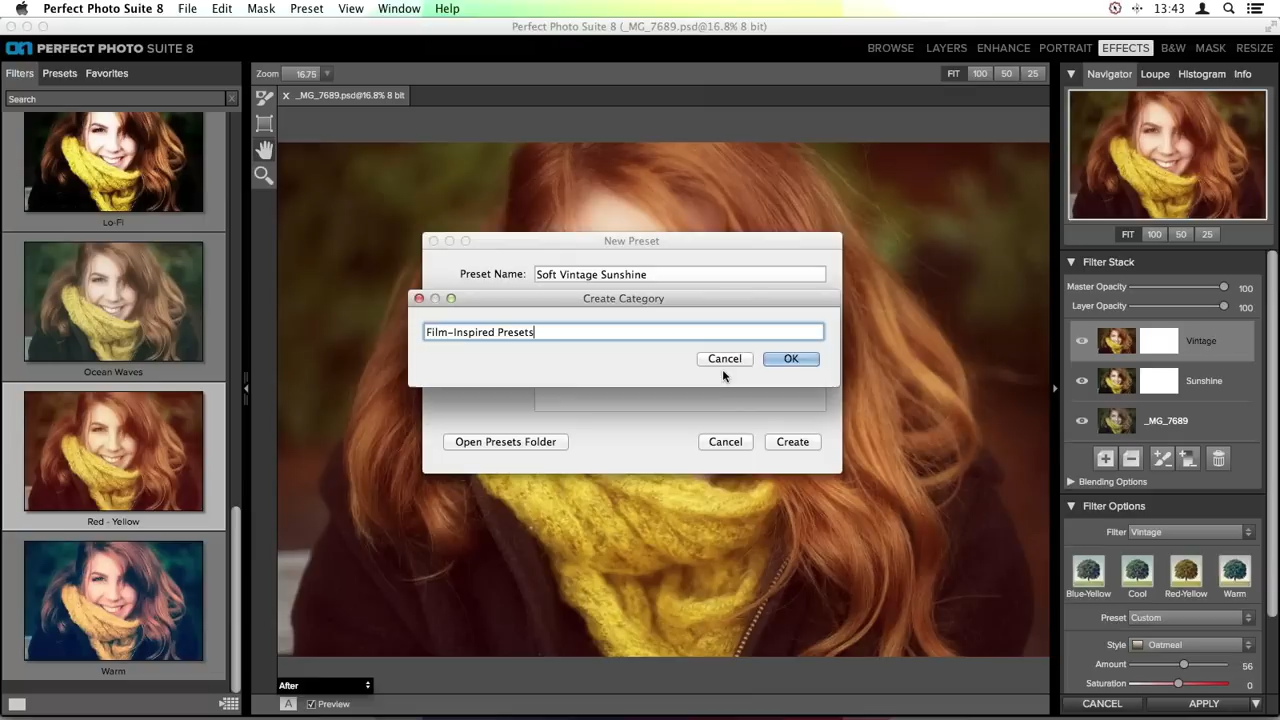 Perfect Photo Suite 8 File Edit Mask Preset View Window Help 13:43
Perfect Photo Suite 8 (_MG_7689.psd@16.8% 8 bit)
on PERFECT PHOTO SUITE 8 BROWSE LAYERS ENHANCE PORTRAIT EFFECTS B&W MASK RESIZE
Filters Presets Favorites
Zoom 16.75 FIT 100 50 25
Navigator Loupe Histogram Info
Search x
x _MG_7689.psd@16.8% 8 bit
Lo-Fi
Ocean Waves
Red - Yellow
Warm
New Preset
Preset Name: Soft Vintage Sunshine
Create Category
Film-Inspired Presets
Cancel OK
Open Presets Folder Cancel Create
After
A Preview
FIT 100 50 25
Filter Stack
Master Opacity 100
Layer Opacity 100
Vintage
Sunshine
_MG_7689
Blending Options
Filter Options
Filter Vintage
Blue-Yellow Cool Red-Yellow Warm
Preset Custom
Style Oatmeal
Amount 56
Saturation 0
CANCEL APPLY